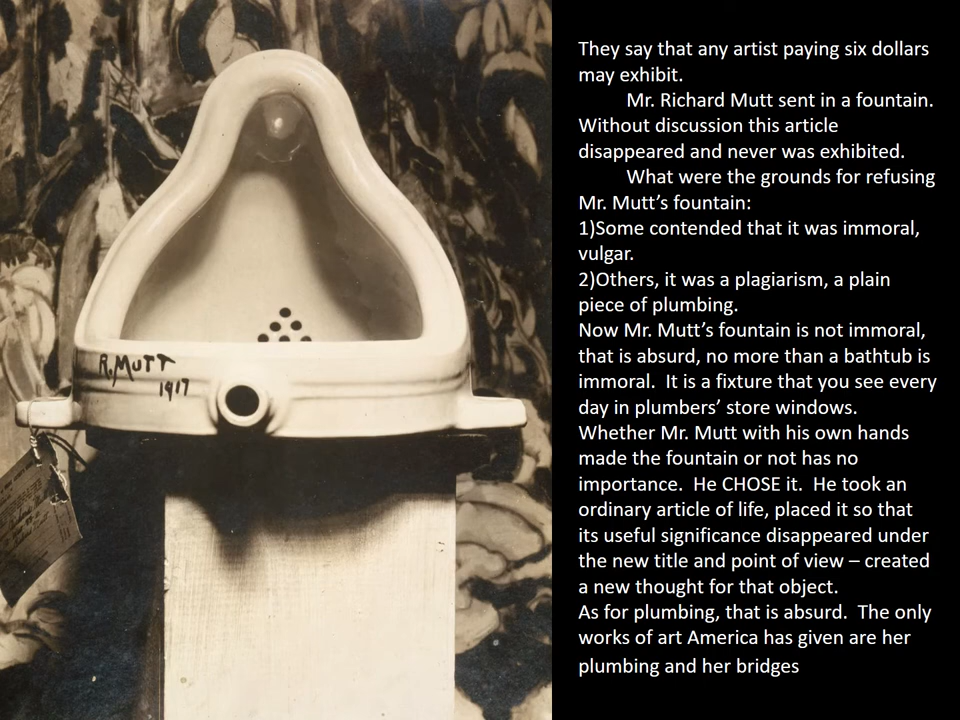 R. MUTT
1917
They say that any artist paying six dollars
may exhibit.
Mr. Richard Mutt sent in a fountain.
Without discussion this article
disappeared and never was exhibited.
What were the grounds for refusing
Mr. Mutt’s fountain:
1)Some contended that it was immoral,
vulgar.
2)Others, it was a plagiarism, a plain
piece of plumbing.
Now Mr. Mutt’s fountain is not immoral,
that is absurd, no more than a bathtub is
immoral.  It is a fixture that you see every
day in plumbers’ store windows.
Whether Mr. Mutt with his own hands
made the fountain or not has no
importance.  He CHOSE it.  He took an
ordinary article of life, placed it so that
its useful significance disappeared under
the new title and point of view – created
a new thought for that object.
As for plumbing, that is absurd.  The only
works of art America has given are her
plumbing and her bridges